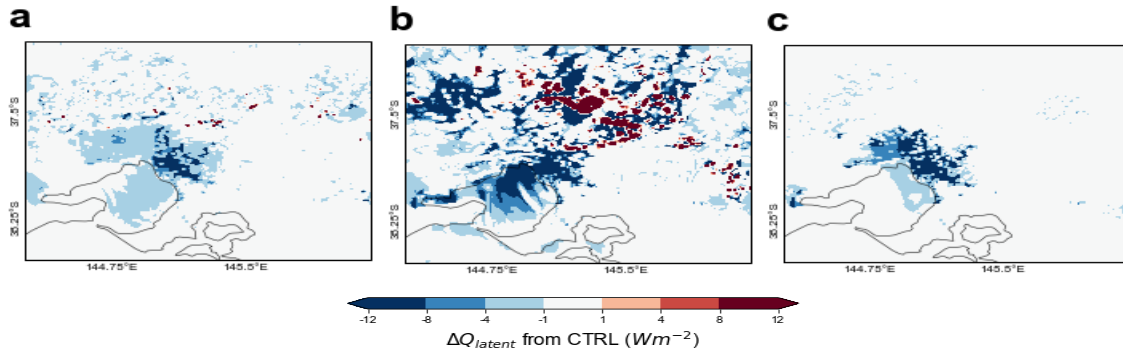 a b c
37.5°S 37.5°S 37.5°S
38.25°S 38.25°S 38.25°S
144.75°E 145.5°E 144.75°E 145.5°E 144.75°E 145.5°E
-12 -8 -4 -1 1 4 8 12
ΔQlatent from CTRL (Wm−2)